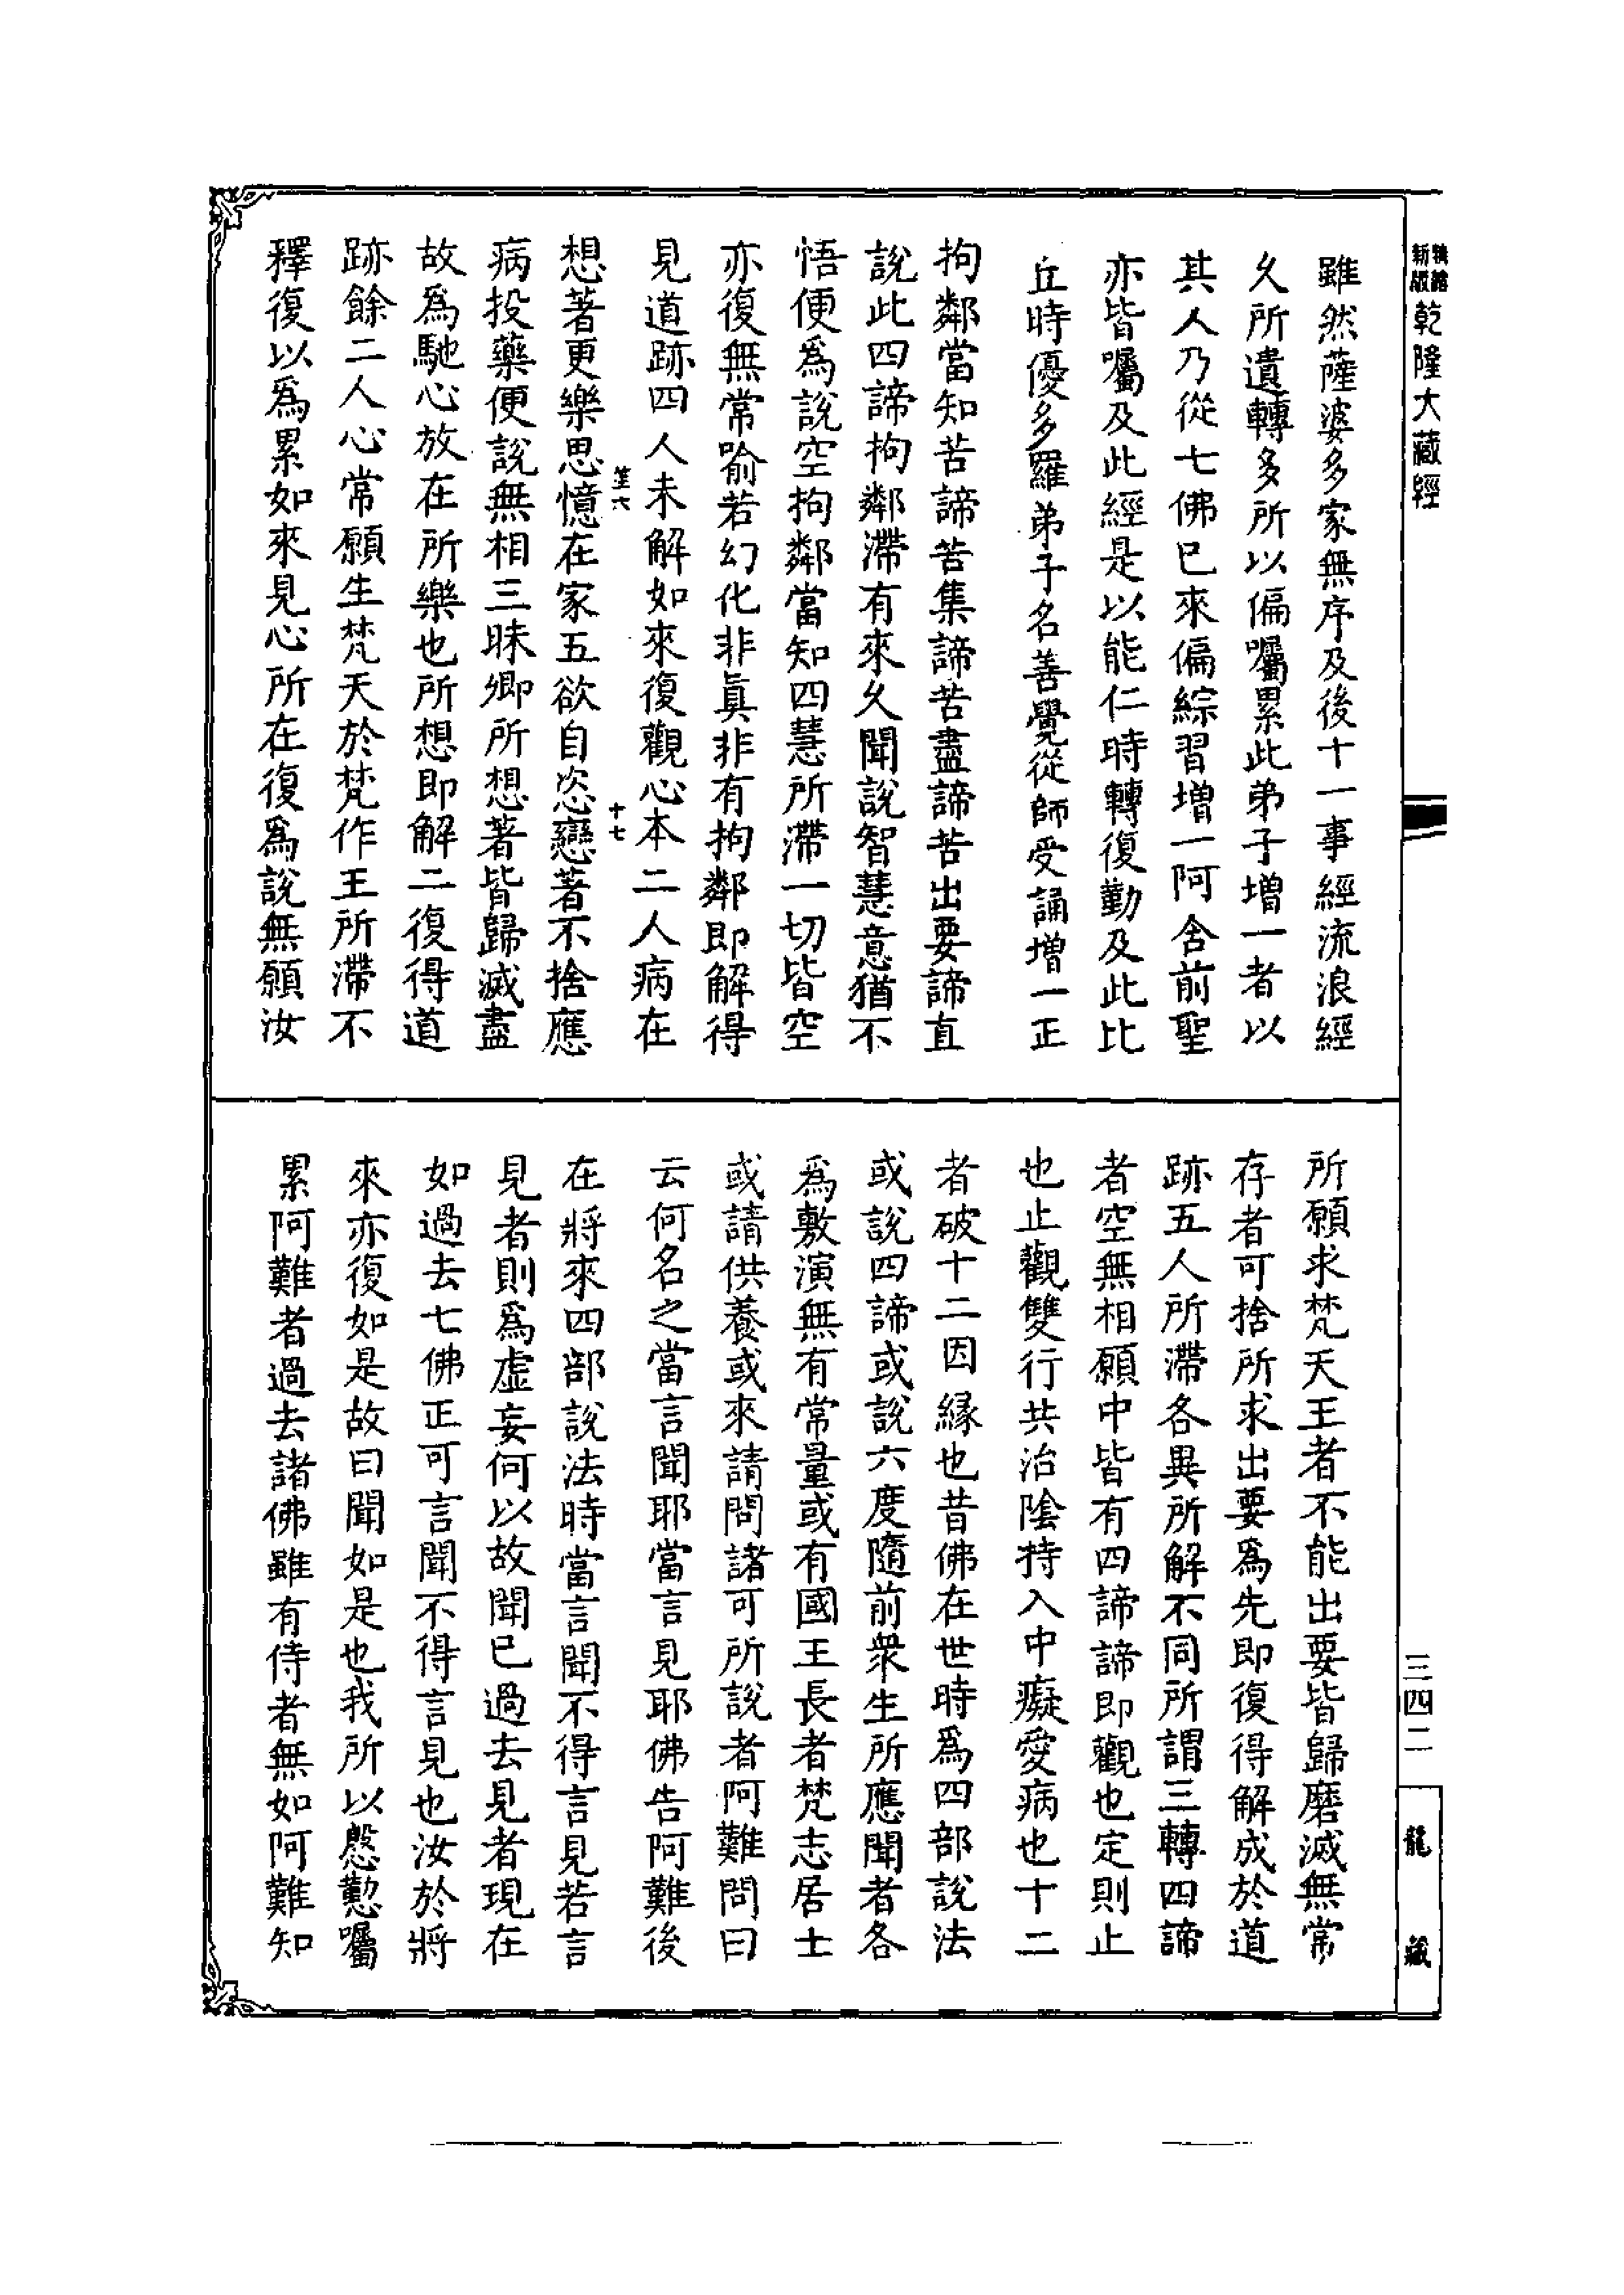 新版
精縮
乾隆大藏經
雖然薩婆多家無序及後十一事經流浪經
久所遺轉多所以偏囑累此弟子增一者以
其人乃從七佛已來偏綜習增一阿含前聖
亦皆囑及此經是以能仁時轉復勤及此比
丘時優多羅弟子名善覺從師受誦增一正
拘鄰當知苦諦苦集諦苦盡諦苦出要諦直
說此四諦拘鄰滯有來久聞說智慧意猶不
悟便爲說空拘鄰當知四慧所滯一切皆空
亦復無常喻若幻化非眞非有拘鄰即解得
見道跡四人未解如來復觀心本二人病在
笙六
十七
想著更樂思憶在家五欲自恣戀著不捨應
病投藥便說無相三昧卿所想著皆歸滅盡
故爲馳心放在所樂也所想即解二復得道
跡餘二人心常願生梵天於梵作王所滯不
釋復以爲累如來見心所在復爲說無願汝
所願求梵天王者不能出要皆歸磨滅無常
存者可捨所求出要爲先即復得解成於道
跡五人所滯各異所解不同所謂三轉四諦
者空無相願中皆有四諦諦即觀也定則止
也止觀雙行共治陰持入中癡愛病也十二
者破十二因縁也昔佛在世時爲四部說法
或說四諦或說六度隨前衆生所應聞者各
爲敷演無有常量或有國王長者梵志居士
或請供養或來請問諸可所說者阿難問曰
云何名之當言聞耶當言見耶佛告阿難後
在將來四部說法時當言聞不得言見若言
見者則爲虛妄何以故聞已過去見者現在
如過去七佛正可言聞不得言見也汝於將
來亦復如是故曰聞如是也我所以慇懃囑
累阿難者過去諸佛雖有侍者無如阿難知
三四二
龍藏